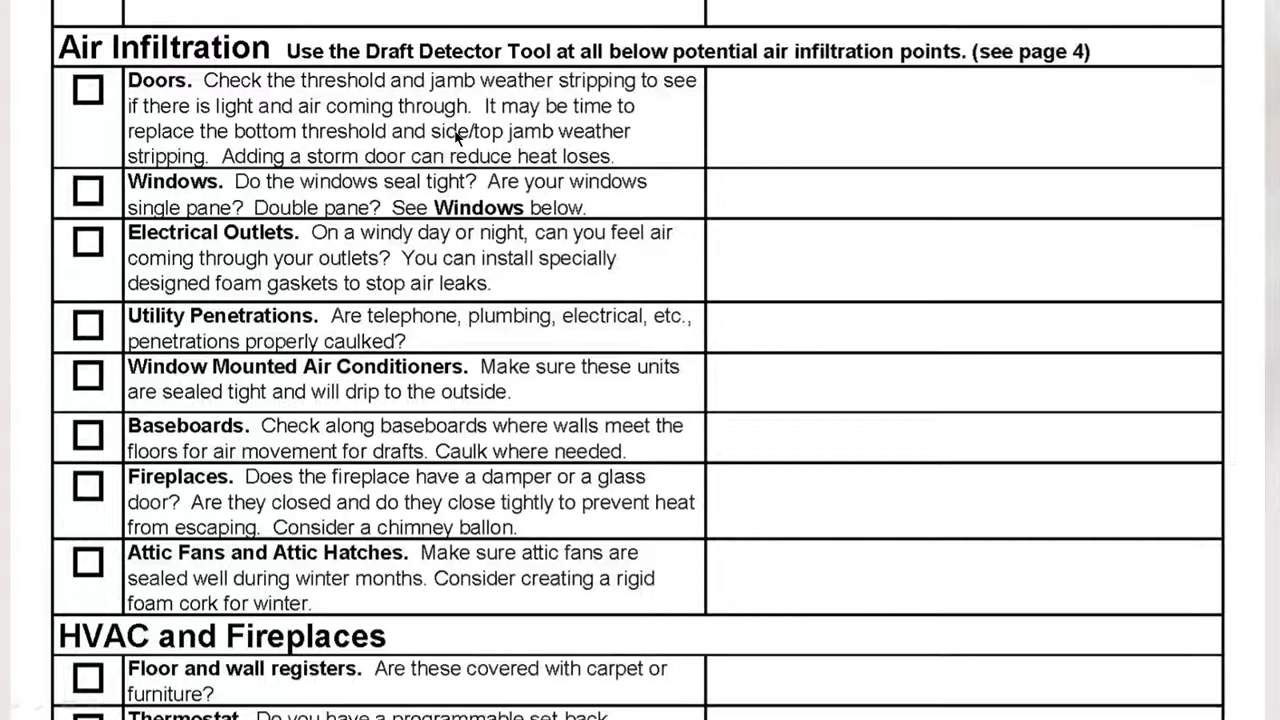 Air Infiltration Use the Draft Detector Tool at all below potential air infiltration points. (see page 4)
Doors. Check the threshold and jamb weather stripping to see
if there is light and air coming through. It may be time to
replace the bottom threshold and side/top jamb weather
stripping. Adding a storm door can reduce heat loses.
Windows. Do the windows seal tight? Are your windows
single pane? Double pane? See Windows below.
Electrical Outlets. On a windy day or night, can you feel air
coming through your outlets? You can install specially
designed foam gaskets to stop air leaks.
Utility Penetrations. Are telephone, plumbing, electrical, etc.,
penetrations properly caulked?
Window Mounted Air Conditioners. Make sure these units
are sealed tight and will drip to the outside.
Baseboards. Check along baseboards where walls meet the
floors for air movement for drafts. Caulk where needed.
Fireplaces. Does the fireplace have a damper or a glass
door? Are they closed and do they close tightly to prevent heat
from escaping. Consider a chimney ballon.
Attic Fans and Attic Hatches. Make sure attic fans are
sealed well during winter months. Consider creating a rigid
foam cork for winter.
HVAC and Fireplaces
Floor and wall registers. Are these covered with carpet or
furniture?
Thermostat. Do you have a programmable set-back